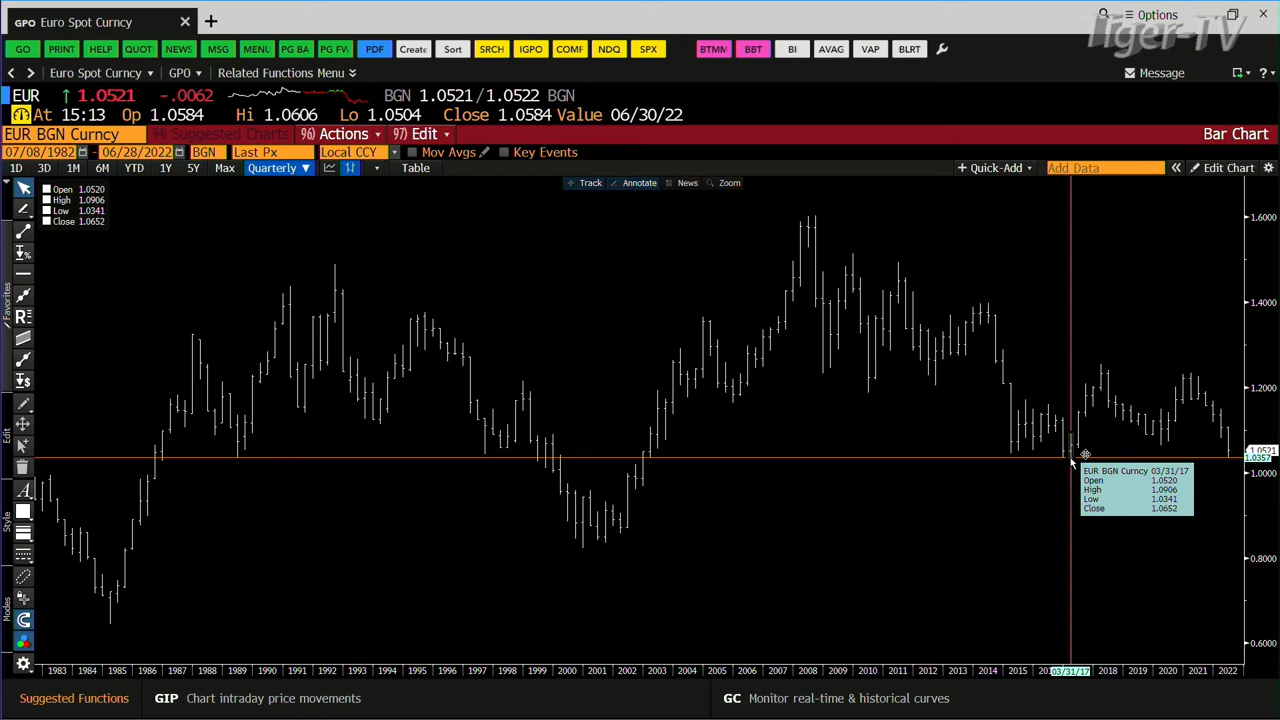 GPO Euro Spot Curncy
Options
Tiger-TV
GO PRINT HELP QUOT NEWS MSG MENU PG BA PG FW PDF Create Sort SRCH IGPO COMF NDQ SPX BTMM BBT BI AVAG VAP BLRT
Euro Spot Curncy GPO Related Functions Menu Message ?
EUR ↑ 1.0521 -.0062 BGN 1.0521/1.0522 BGN
At 15:13 Op 1.0584 Hi 1.0606 Lo 1.0504 Close 1.0584 Value 06/30/22
EUR BGN Curncy 94) Suggested Charts 96) Actions 97) Edit Bar Chart
07/08/1982 - 06/28/2022 BGN Last Px Local CCY Mov Avgs Key Events
1D 3D 1M 6M YTD 1Y 5Y Max Quarterly ▼ Table + Quick-Add Add Data « Edit Chart
Track Annotate News Zoom
Open 1.0520
High 1.0906
Low 1.0341
Close 1.0652
Favorites
Edit
Style
Modes
1.6000
1.4000
1.2000
1.0521
1.0357
1.0000
0.8000
0.6000
EUR BGN Curncy 03/31/17
Open 1.0520
High 1.0906
Low 1.0341
Close 1.0652
1983 1984 1985 1986 1987 1988 1989 1990 1991 1992 1993 1994 1995 1996 1997 1998 1999 2000 2001 2002 2003 2004 2005 2006 2007 2008 2009 2010 2011 2012 2013 2014 2015 03/31/17 2018 2019 2020 2021 2022
Suggested Functions GIP Chart intraday price movements GC Monitor real-time & historical curves